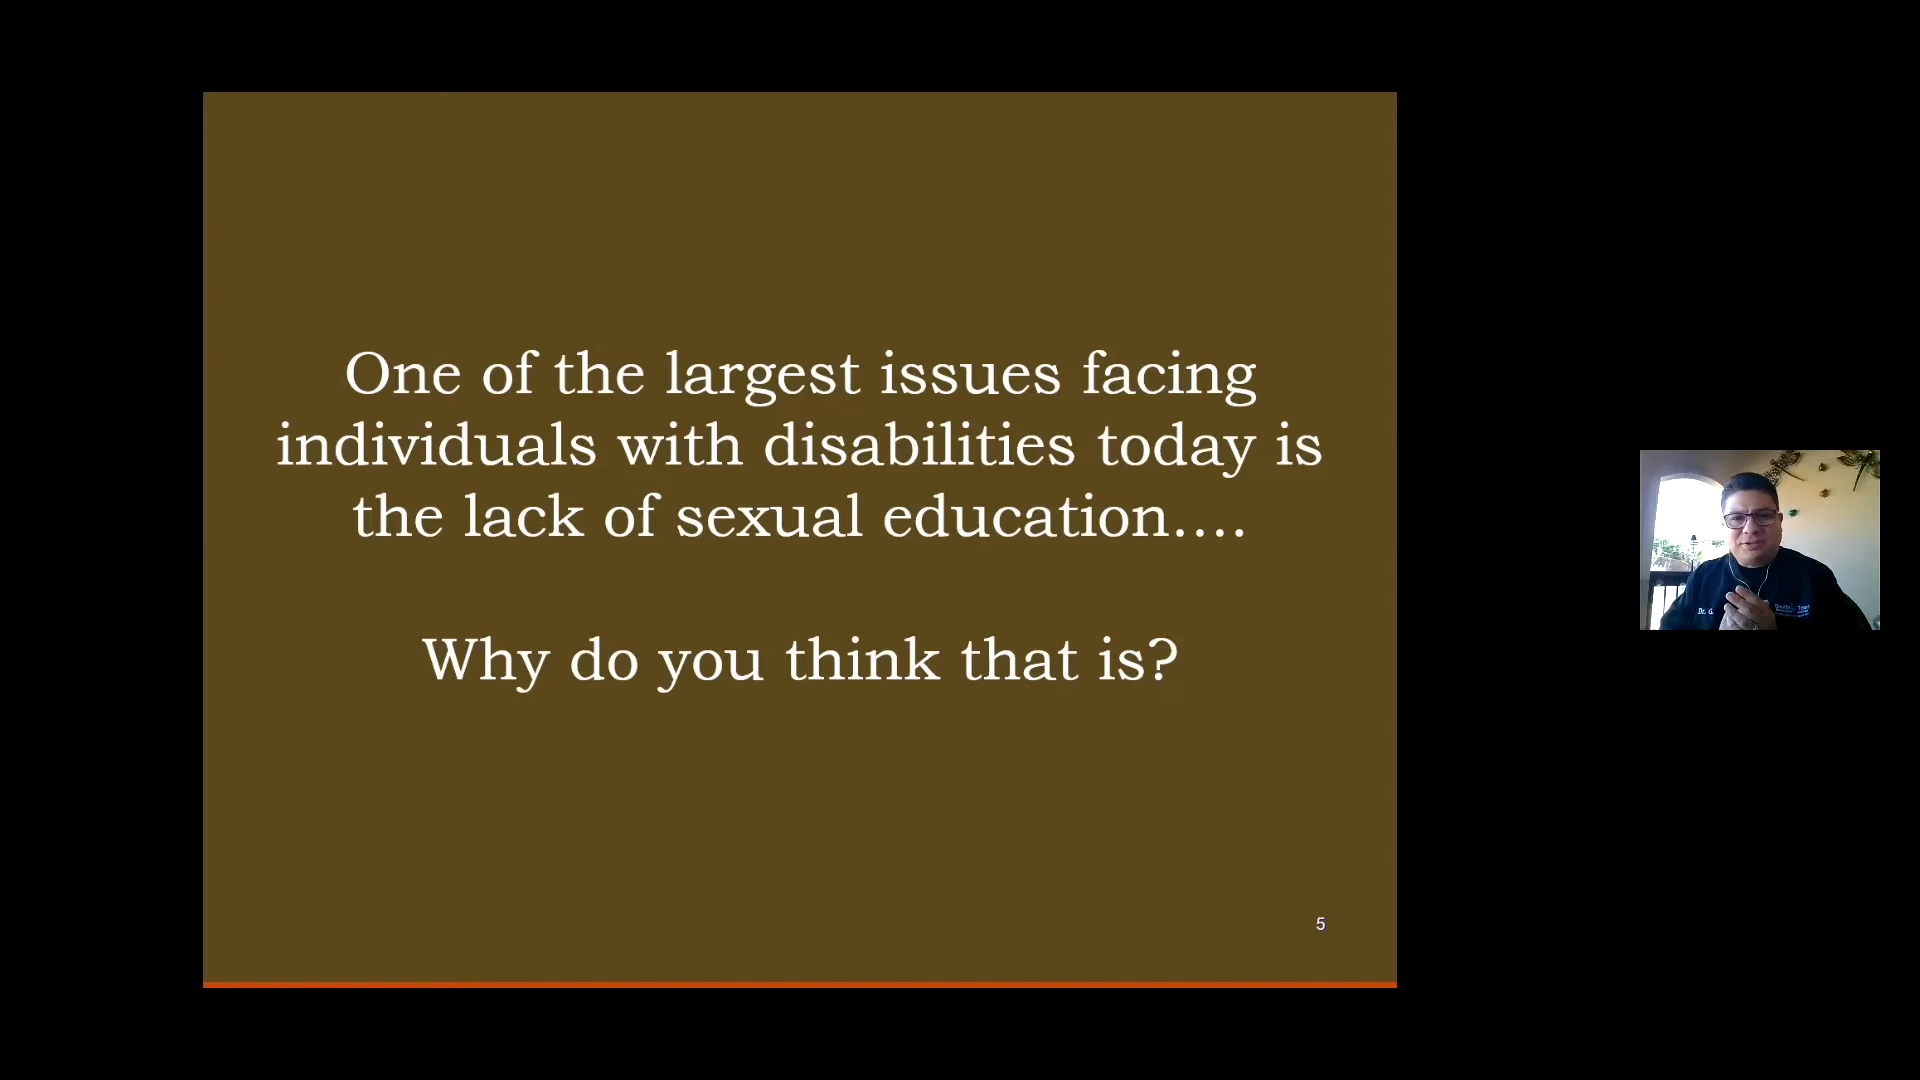 One of the largest issues facing
individuals with disabilities today is
the lack of sexual education....
Why do you think that is?
5
Dr. G.